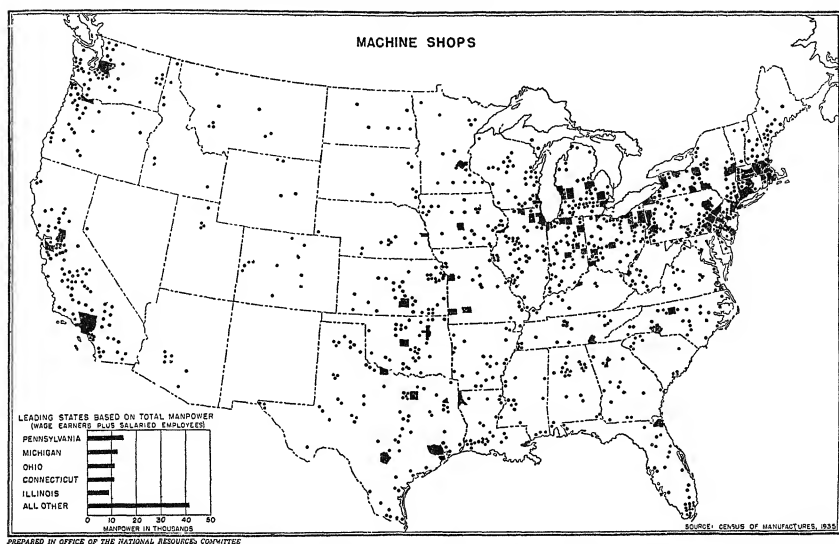 MACHINE SHOPS
LEADING STATES BASED ON TOTAL MANPOWER
(WAGE EARNERS PLUS SALARIED EMPLOYEES)
PENNSYLVANIA
MICHIGAN
OHIO
CONNECTICUT
ILLINOIS
ALL OTHER
0 10 20 30 40 50
MANPOWER IN THOUSANDS
SOURCE: CENSUS OF MANUFACTURES, 1935
PREPARED IN OFFICE OF THE NATIONAL RESOURCES COMMITTEE